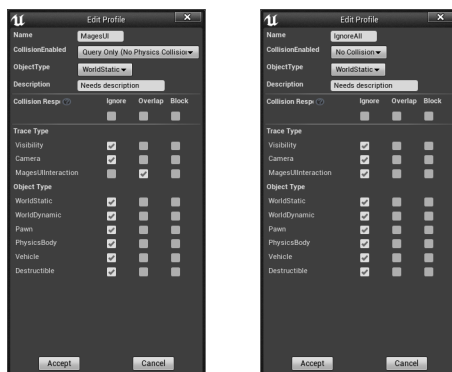 Edit Profile
Name MagesUI
CollisionEnabled Query Only (No Physics Collision
ObjectType WorldStatic
Description Needs description
Collision Resp Ignore Overlap Block
Trace Type
Visibility
Camera
MagesUIInteraction
Object Type
WorldStatic
WorldDynamic
Pawn
PhysicsBody
Vehicle
Destructible
Accept Cancel
Edit Profile
Name IgnoreAll
CollisionEnabled No Collision
ObjectType WorldStatic
Description Needs description
Collision Resp Ignore Overlap Block
Trace Type
Visibility
Camera
MagesUIInteraction
Object Type
WorldStatic
WorldDynamic
Pawn
PhysicsBody
Vehicle
Destructible
Accept Cancel